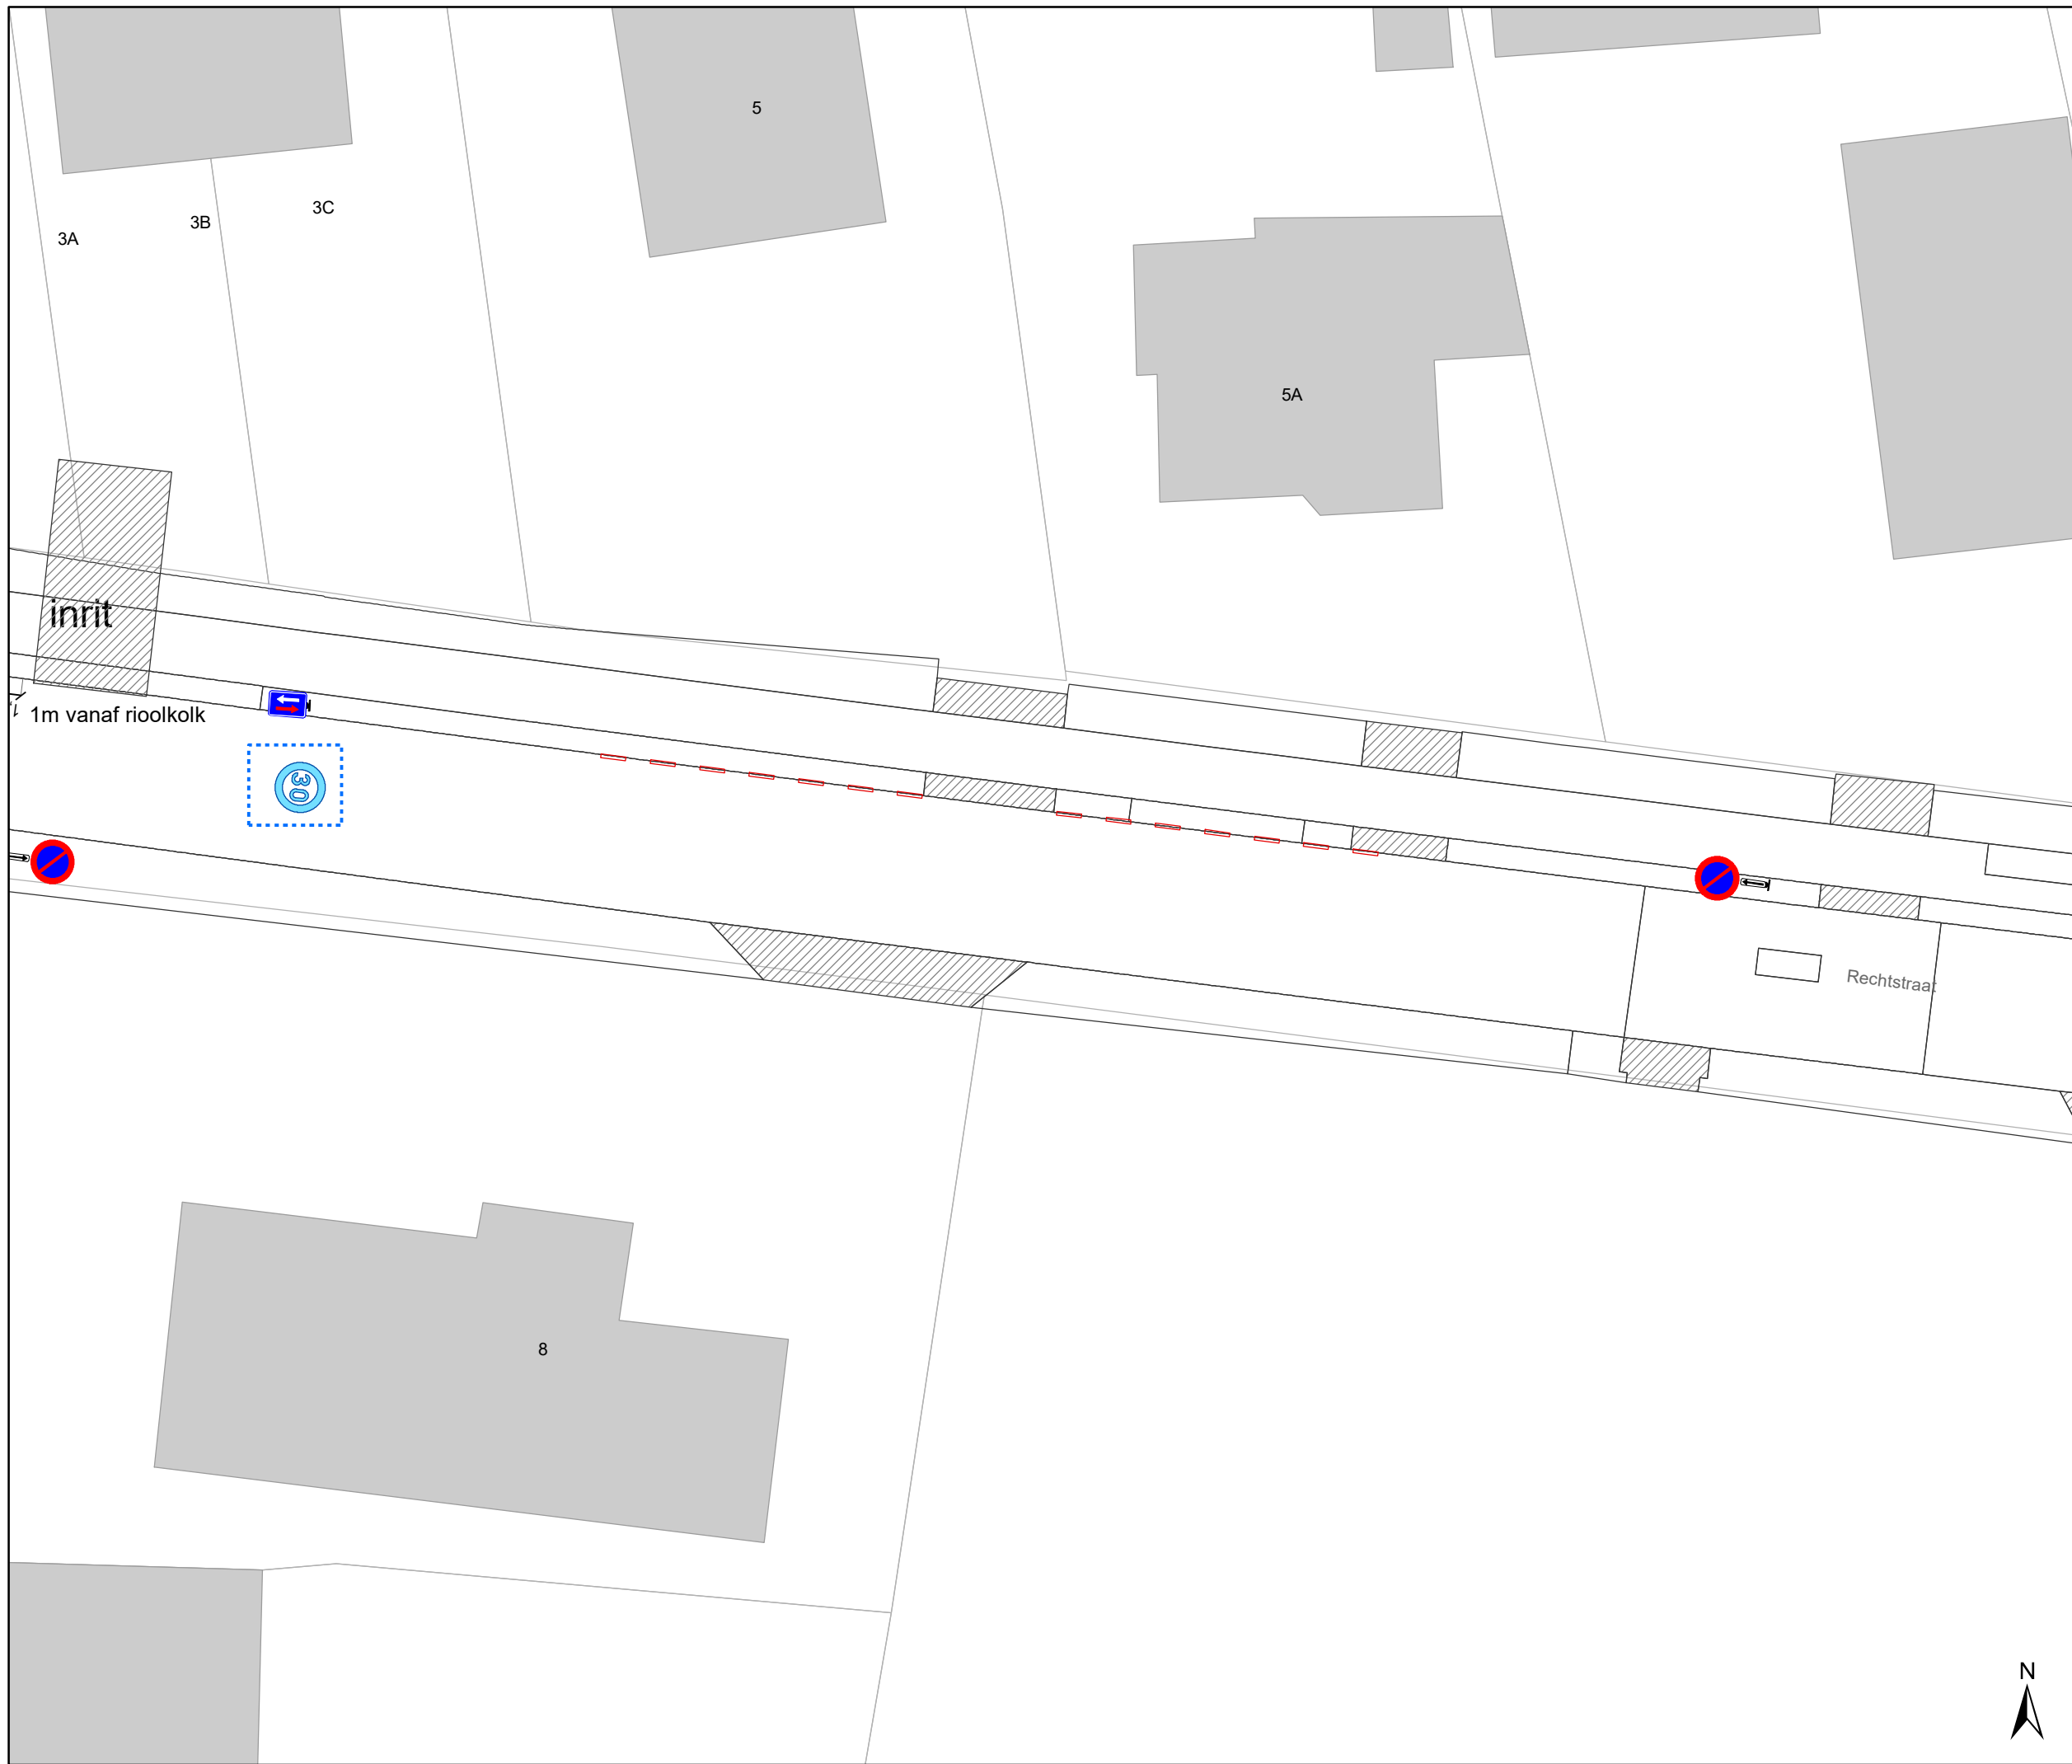 5
3C
3B
3A
5A
inrit
1m vanaf rioolkolk
30
Rechtstraat
8
N